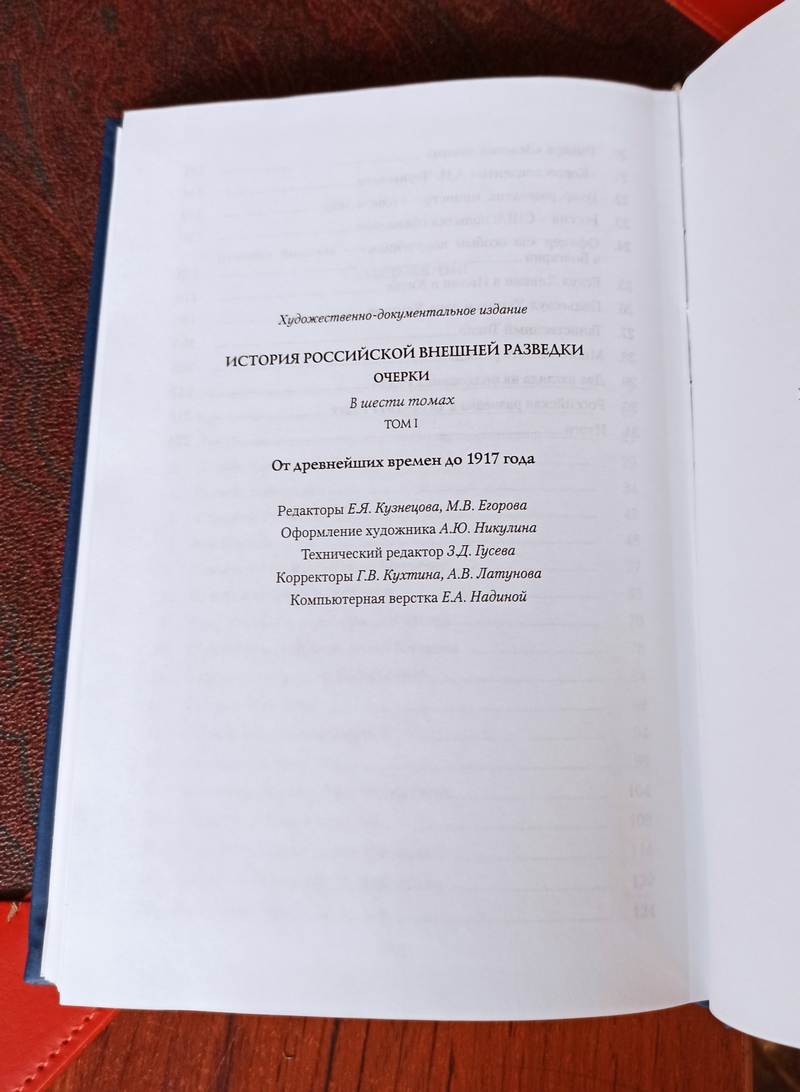 Художественно-документальное издание
ИСТОРИЯ РОССИЙСКОЙ ВНЕШНЕЙ РАЗВЕДКИ
ОЧЕРКИ
В шести томах
ТОМ I
От древнейших времен до 1917 года
Редакторы Е.Я. Кузнецова, М.В. Егорова
Оформление художника А.Ю. Никулина
Технический редактор З.Д. Гусева
Корректоры Г.В. Кухтина, А.В. Латунова
Компьютерная верстка Е.А. Надиной